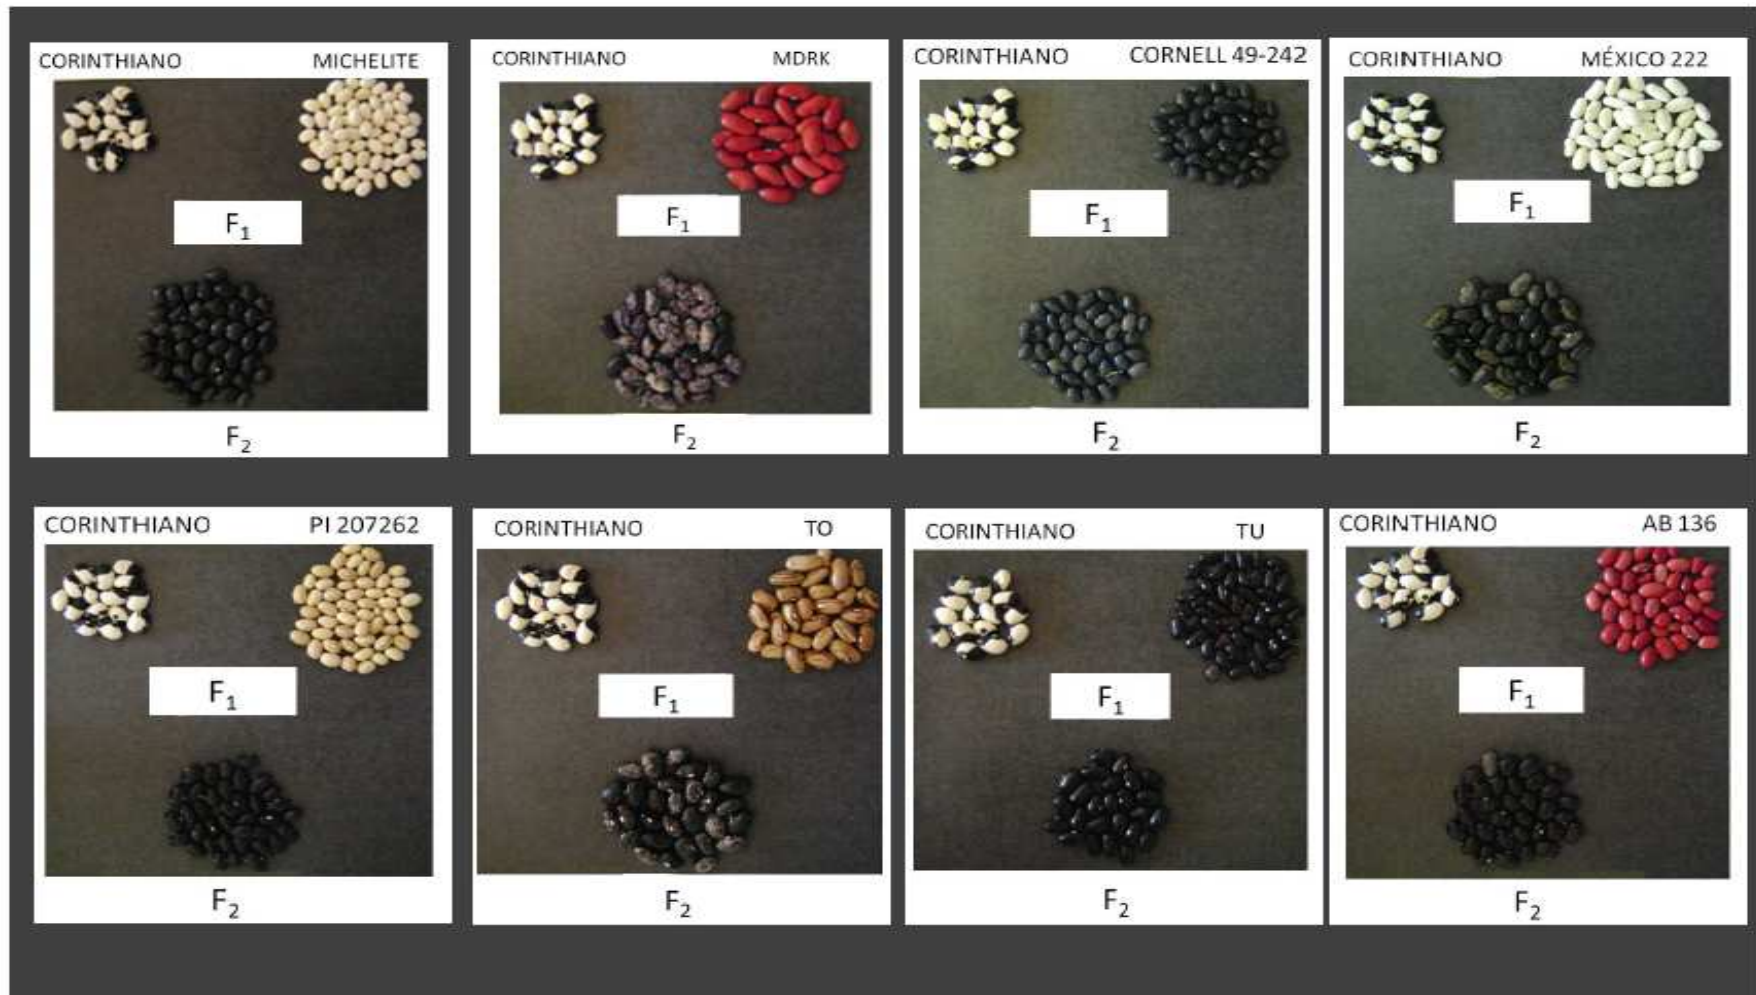 CORINTHIANO MICHELITE
F₁
F₂
CORINTHIANO MDRK
F₁
F₂
CORINTHIANO CORNELL 49-242
F₁
F₂
CORINTHIANO MÉXICO 222
F₁
F₂
CORINTHIANO PI 207262
F₁
F₂
CORINTHIANO TO
F₁
F₂
CORINTHIANO TU
F₁
F₂
CORINTHIANO AB 136
F₁
F₂